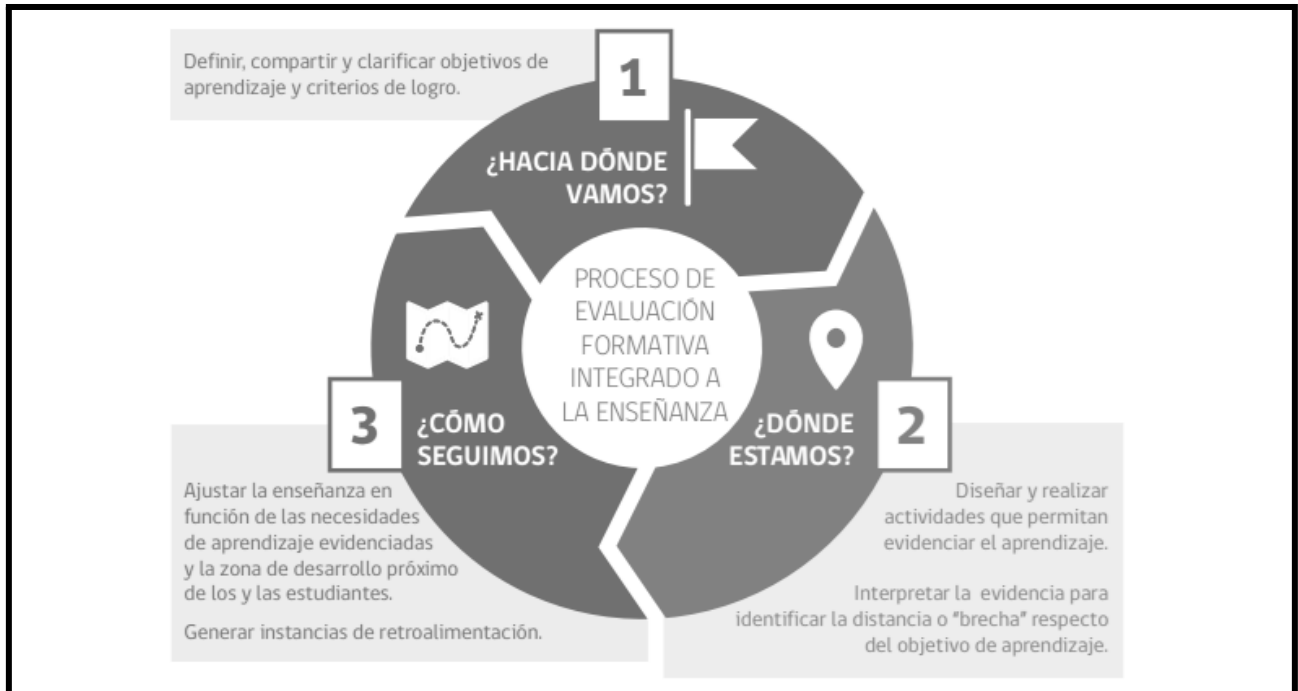 Definir, compartir y clarificar objetivos de
aprendizaje y criterios de logro.
1
¿HACIA DÓNDE
VAMOS?
PROCESO DE
EVALUACIÓN
FORMATIVA
INTEGRADO A
LA ENSEÑANZA
2
¿DÓNDE
ESTAMOS?
Diseñar y realizar
actividades que permitan
evidenciar el aprendizaje.
Interpretar la evidencia para
identificar la distancia o "brecha" respecto
del objetivo de aprendizaje.
3
¿CÓMO
SEGUIMOS?
Ajustar la enseñanza en
función de las necesidades
de aprendizaje evidenciadas
y la zona de desarrollo próximo
de los y las estudiantes.
Generar instancias de retroalimentación.